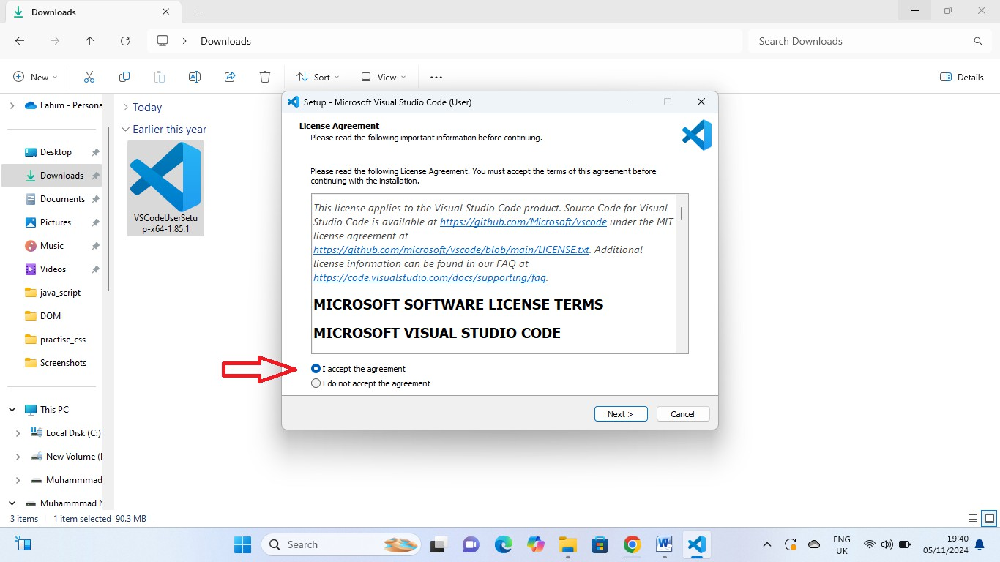 Downloads
Downloads
Search Downloads
New
Sort
View
Details
Fahim - Persona
Desktop
Downloads
Documents
Pictures
Music
Videos
java_script
DOM
practise_css
Screenshots
This PC
Local Disk (C:)
New Volume (
Muhammmad
Muhammmad N
Today
Earlier this year
VSCodeUserSetu
p-x64-1.85.1
Setup - Microsoft Visual Studio Code (User)
License Agreement
Please read the following important information before continuing.
Please read the following License Agreement. You must accept the terms of this agreement before
continuing with the installation.
This license applies to the Visual Studio Code product. Source Code for Visual
Studio Code is available at https://github.com/Microsoft/vscode under the MIT
license agreement at
https://github.com/microsoft/vscode/blob/main/LICENSE.txt. Additional
license information can be found in our FAQ at
https://code.visualstudio.com/docs/supporting/faq.
MICROSOFT SOFTWARE LICENSE TERMS
MICROSOFT VISUAL STUDIO CODE
I accept the agreement
I do not accept the agreement
Next >
Cancel
3 items
1 item selected 90.3 MB
Search
ENG
UK
19:40
05/11/2024